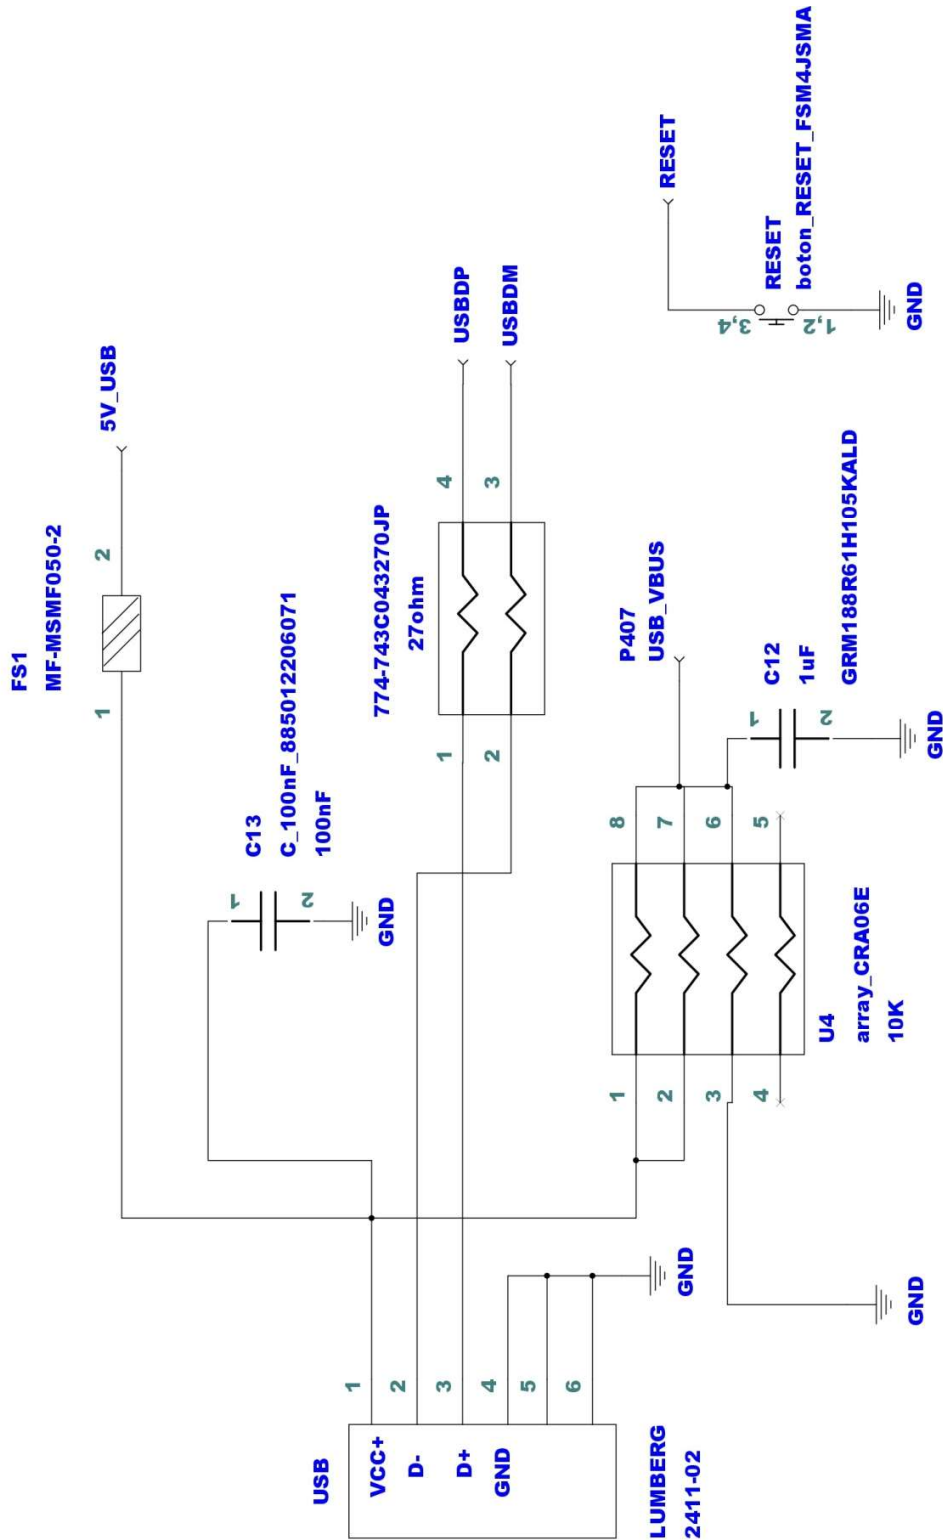 FS1
MF-MSMF050-2
1
2
5V_USB
C13
C_100nF_885012206071
100nF
1
2
GND
774-743C043270JP
27ohm
1
2
4
3
USBDP
USBDM
USB
VCC+
D-
D+
GND
1
2
3
4
5
6
LUMBERG
2411-02
GND
GND
1
2
3
4
8
7
6
5
U4
array_CRA06E
10K
P407
USB_VBUS
C12
1uF
GRM188R61H105KALD
1
2
GND
RESET
RESET
boton_RESET_FSM4JSMA
3,4
1,2
GND